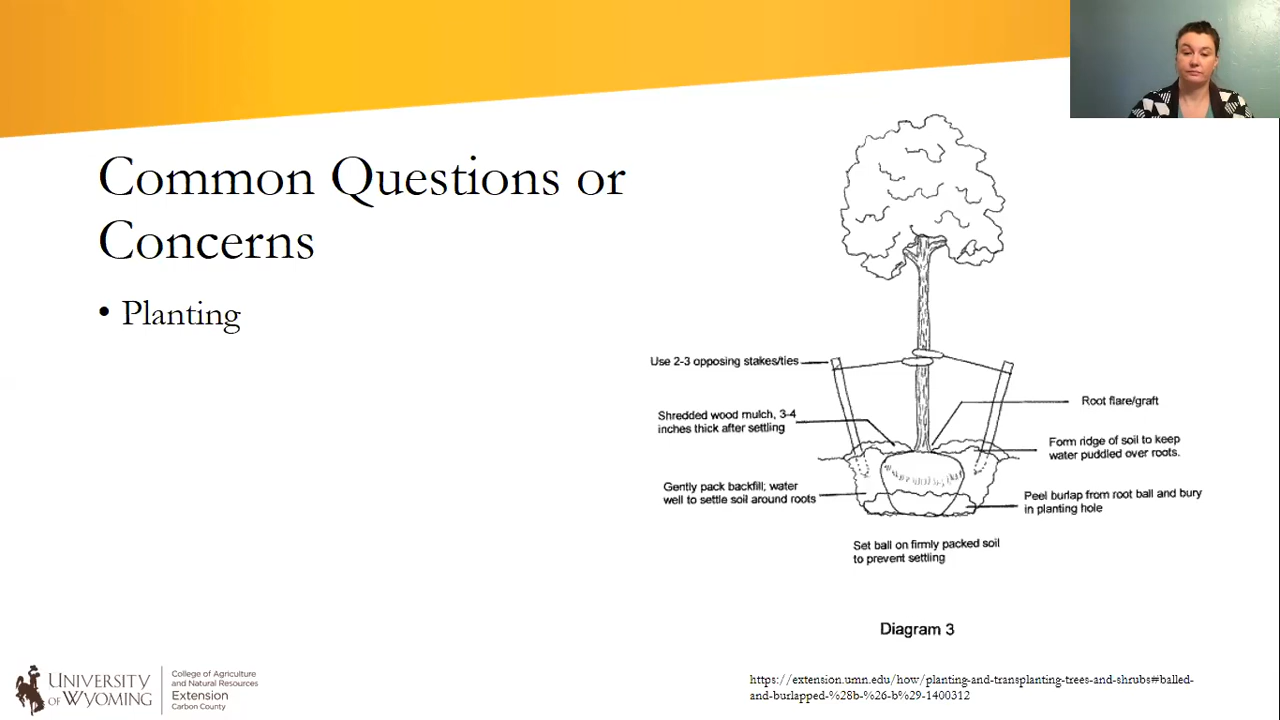 Common Questions or
Concerns
• Planting
Use 2-3 opposing stakes/ties
Shredded wood mulch, 3-4
inches thick after settling
Gently pack backfill; water
well to settle soil around roots
Root flare/graft
Form ridge of soil to keep
water puddled over roots.
Peel burlap from root ball and bury
in planting hole
Set ball on firmly packed soil
to prevent settling
Diagram 3
UNIVERSITY
OF WYOMING
College of Agriculture
and Natural Resources
Extension
Carbon County
https://extension.umn.edu/how/planting-and-transplanting-trees-and-shrubs#balled-
and-burlapped-%28b-%26-b%29-1400312